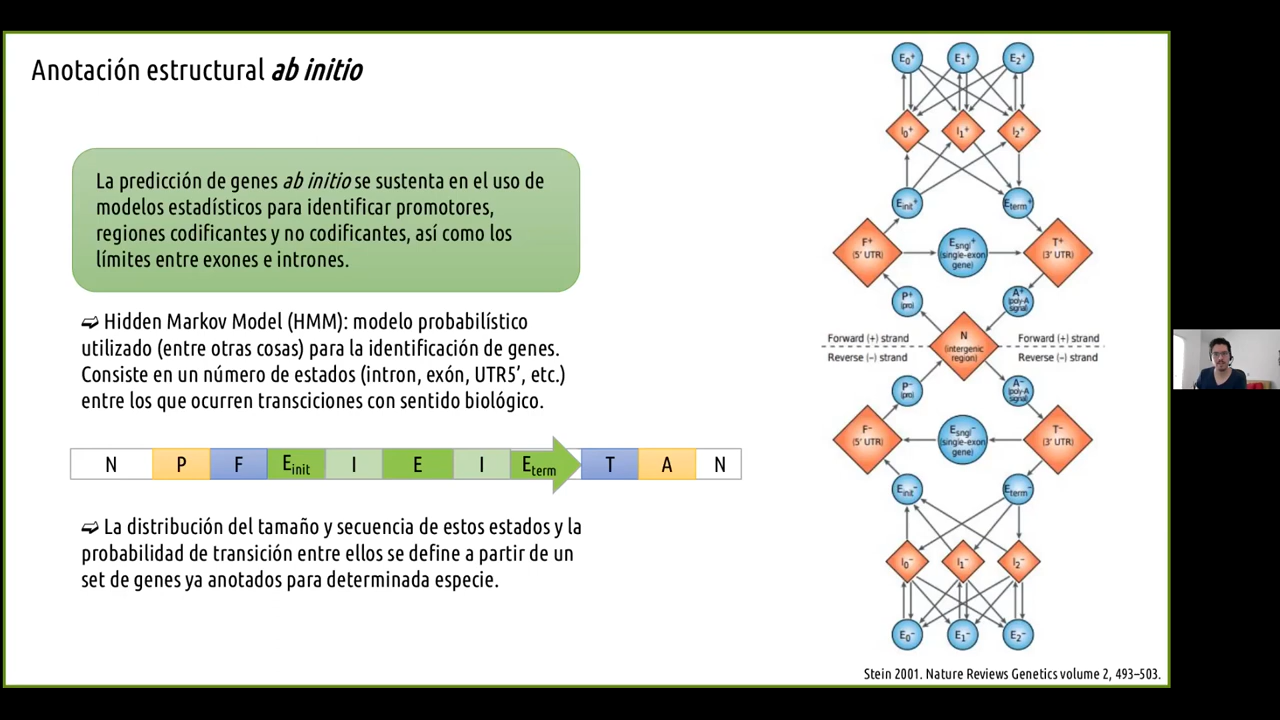 Anotación estructural ab initio
La predicción de genes ab initio se sustenta en el uso de
modelos estadísticos para identificar promotores,
regiones codificantes y no codificantes, así como los
límites entre exones e intrones.
➫ Hidden Markov Model (HMM): modelo probabilístico
utilizado (entre otras cosas) para la identificación de genes.
Consiste en un número de estados (intron, exón, UTR5’, etc.)
entre los que ocurren transciciones con sentido biológico.
N P F Einit I E I Eterm T A N
➫ La distribución del tamaño y secuencia de estos estados y la
probabilidad de transición entre ellos se define a partir de un
set de genes ya anotados para determinada especie.
E0+ E1+ E2+
I0+ I1+ I2+
Einit+ Eterm+
F+
(5' UTR)
Esngl+
(single-exon
gene)
T+
(3' UTR)
P+
(pro)
A+
(poly-A
signal)
Forward (+) strand
Reverse (–) strand
N
(intergenic
region)
Forward (+) strand
Reverse (–) strand
P–
(pro)
A–
(poly-A
signal)
F–
(5' UTR)
Esngl–
(single-exon
gene)
T–
(3' UTR)
Einit– Eterm–
I0– I1– I2–
E0– E1– E2–
Stein 2001. Nature Reviews Genetics volume 2, 493–503.